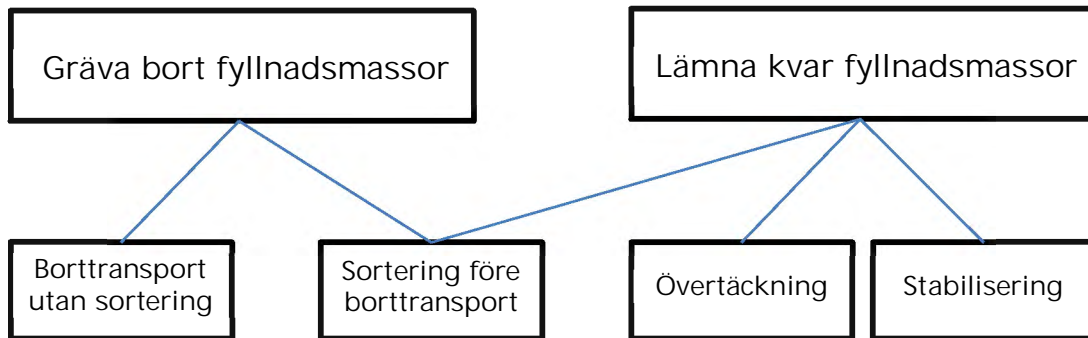 Gräva bort fyllnadsmassor
Lämna kvar fyllnadsmassor
Borttransport
utan sortering
Sortering före
borttransport
Övertäckning
Stabilisering